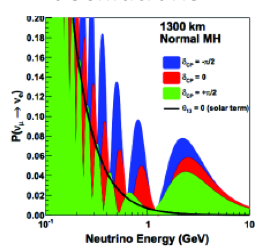 1300 km
Normal MH
δCP = -π/2
δCP = 0
δCP = +π/2
θ13 = 0 (solar term)
0.20
0.18
0.16
0.14
0.12
0.10
0.08
0.06
0.04
0.02
0.00
P(νμ → νe)
10⁻¹
1
10
Neutrino Energy (GeV)